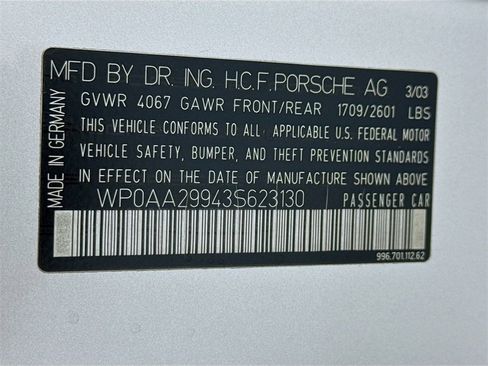 MFD BY DR. ING. H.C.F. PORSCHE AG 3/03
GVWR 4067 GAWR FRONT/REAR 1709/2601 LBS
THIS VEHICLE CONFORMS TO ALL APPLICABLE U.S. FEDERAL MOTOR
VEHICLE SAFETY, BUMPER, AND THEFT PREVENTION STANDARDS
IN EFFECT ON THE DATE OF MANUFACTURE SHOWN ABOVE
WP0AA29943S623130 PASSENGER CAR
MADE IN GERMANY
996.701.112.62